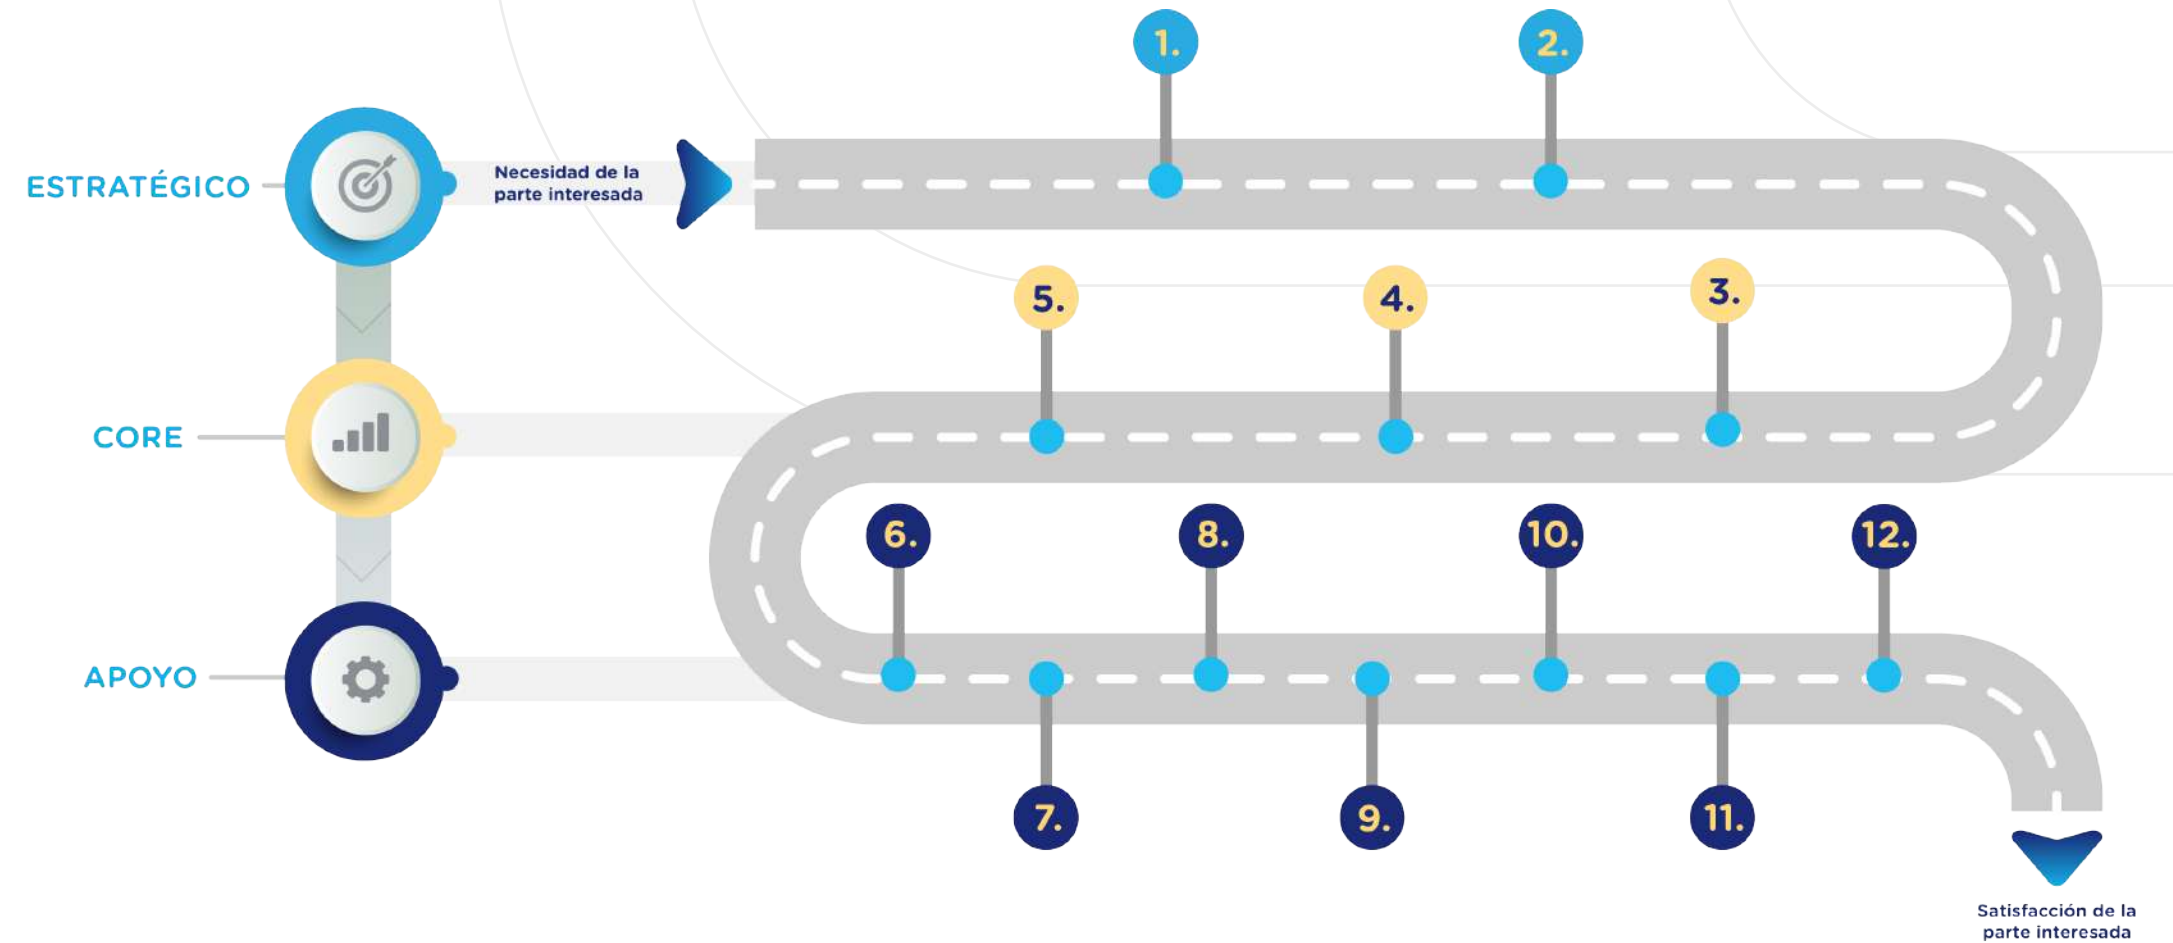 1.
2.
ESTRATÉGICO
Necesidad de la
parte interesada
5.
4.
3.
CORE
6.
8.
10.
12.
APOYO
7.
9.
11.
Satisfacción de la
parte interesada